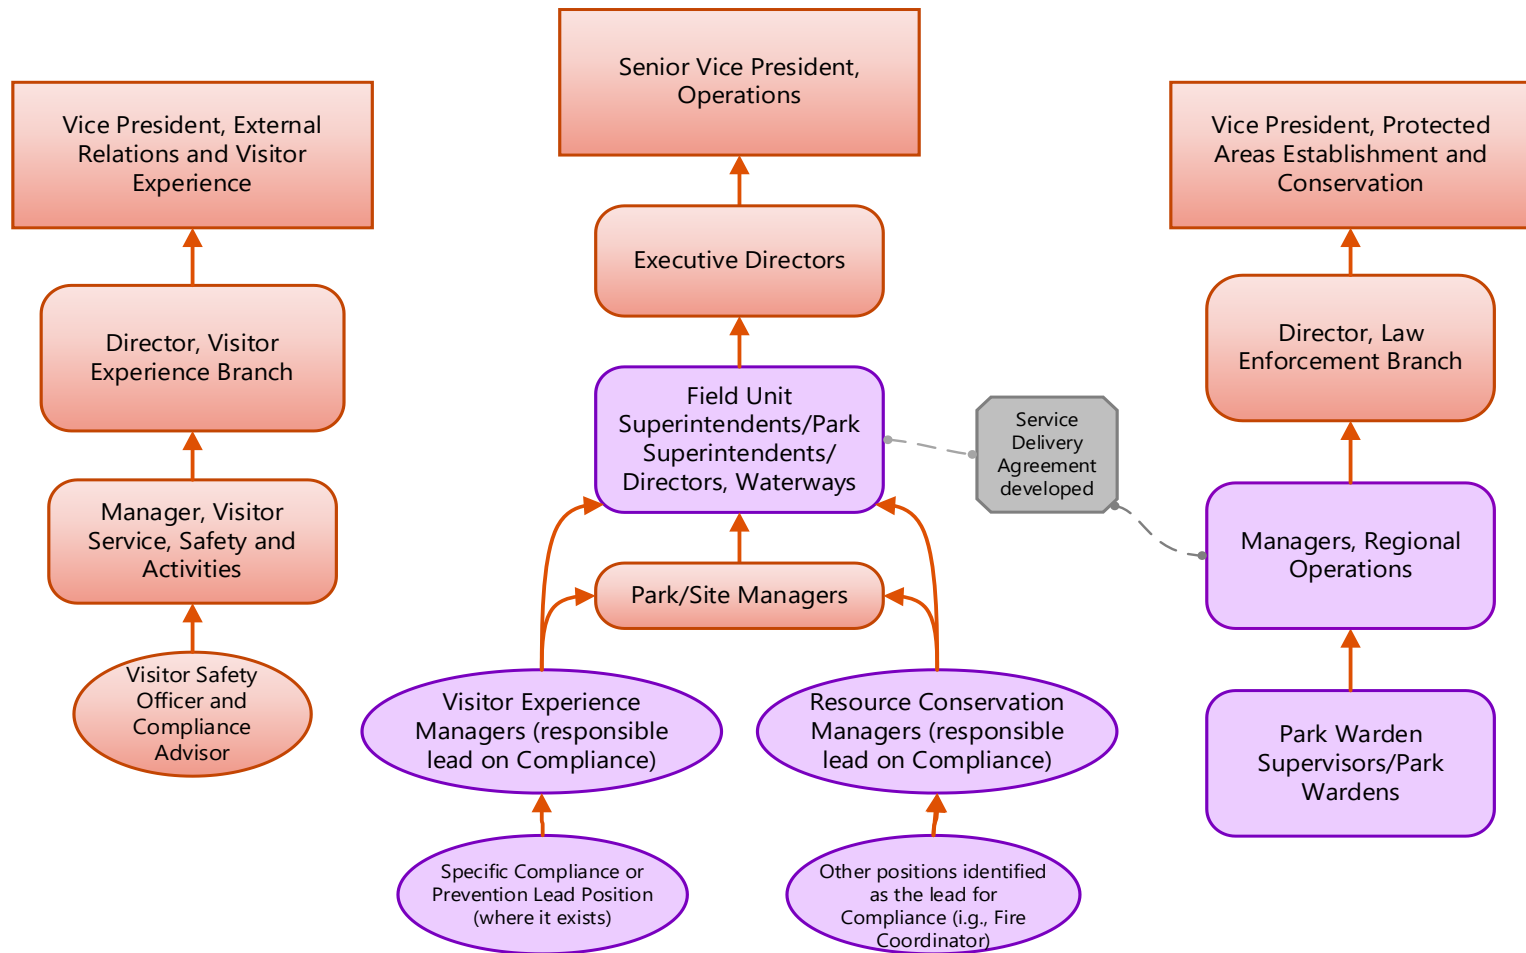 Senior Vice President,
Operations
Vice President, External
Relations and Visitor
Experience
Vice President, Protected
Areas Establishment and
Conservation
Executive Directors
Director, Visitor
Experience Branch
Director, Law
Enforcement Branch
Field Unit
Superintendents/Park
Superintendents/
Directors, Waterways
Service
Delivery
Agreement
developed
Manager, Visitor
Service, Safety and
Activities
Managers, Regional
Operations
Park/Site Managers
Visitor Safety
Officer and
Compliance
Advisor
Visitor Experience
Managers (responsible
lead on Compliance)
Resource Conservation
Managers (responsible
lead on Compliance)
Park Warden
Supervisors/Park
Wardens
Specific Compliance or
Prevention Lead Position
(where it exists)
Other positions identified
as the lead for
Compliance (i.g., Fire
Coordinator)